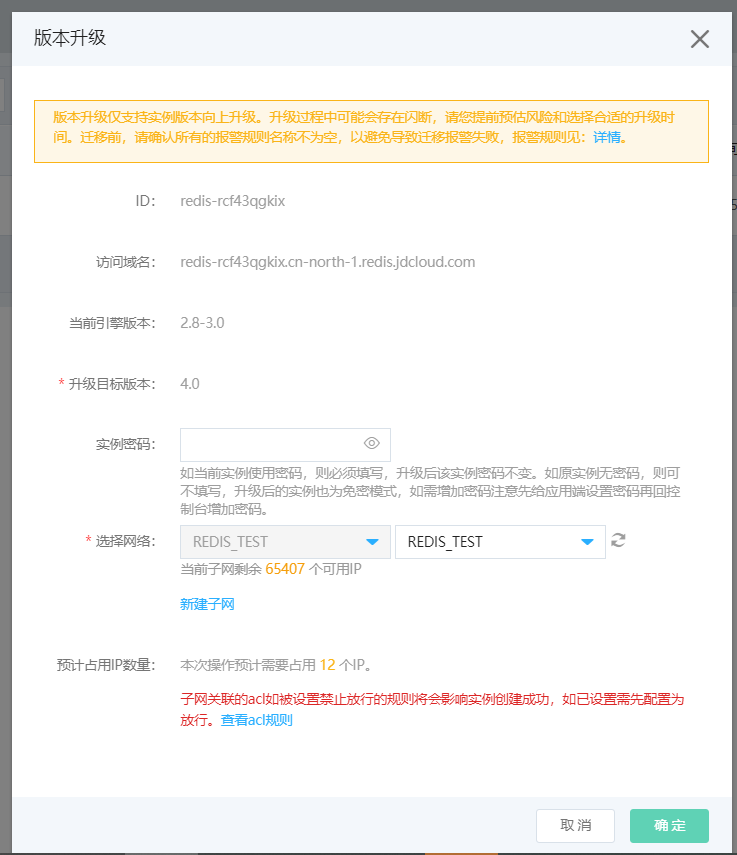 版本升级
版本升级仅支持实例版本向上升级。升级过程中可能会存在闪断，请您提前预估风险和选择合适的升级时
间。迁移前，请确认所有的报警规则名称不为空，以避免导致迁移报警失败，报警规则见：详情。
ID： redis-rcf43qgkix
访问域名： redis-rcf43qgkix.cn-north-1.redis.jdcloud.com
当前引擎版本： 2.8-3.0
* 升级目标版本： 4.0
实例密码：
如当前实例使用密码，则必须填写，升级后该实例密码不变。如原实例无密码，则可
不填写，升级后的实例也为免密模式，如需增加密码注意先给应用端设置密码再回控
制台增加密码。
* 选择网络： REDIS_TEST REDIS_TEST
当前子网剩余 65407 个可用IP
新建子网
预计占用IP数量： 本次操作预计需要占用 12 个IP。
子网关联的acl如被设置禁止放行的规则将会影响实例创建成功，如已设置需先配置为
放行。查看acl规则
取消 确定